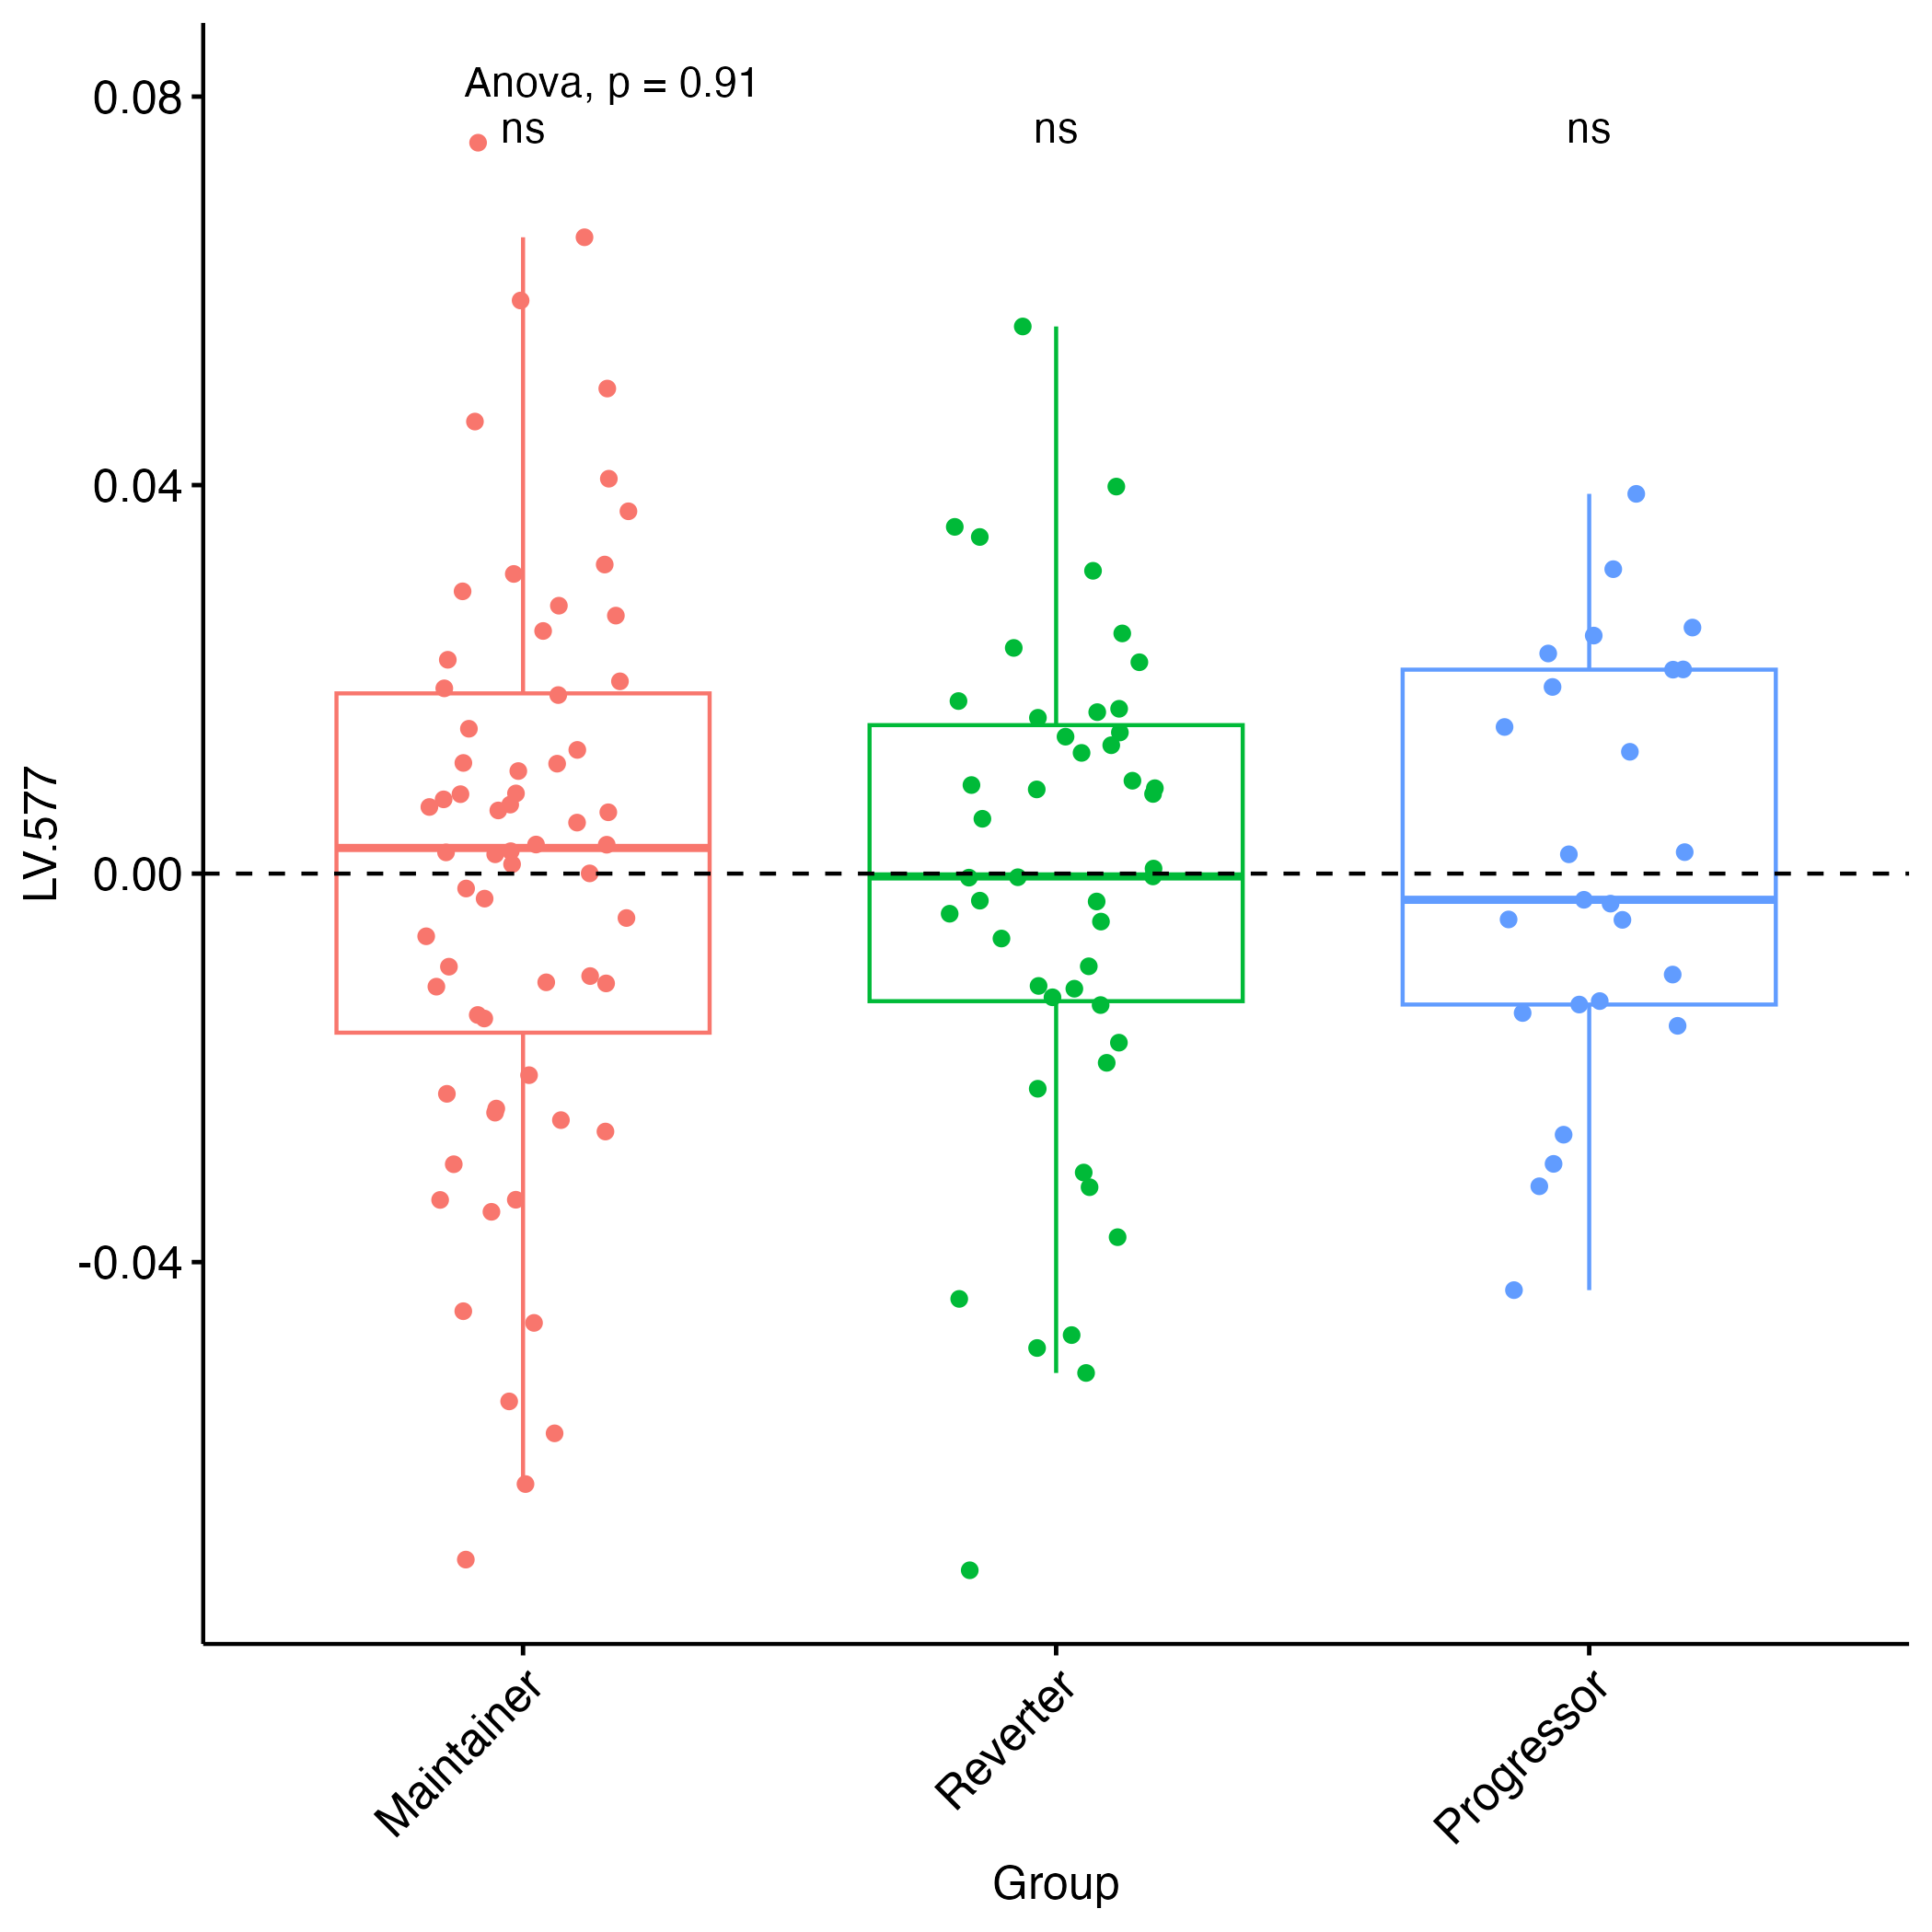 Anova, p = 0.91
ns
ns
ns
0.08
0.04
0.00
-0.04
LV.577
Maintainer
Reverter
Progressor
Group